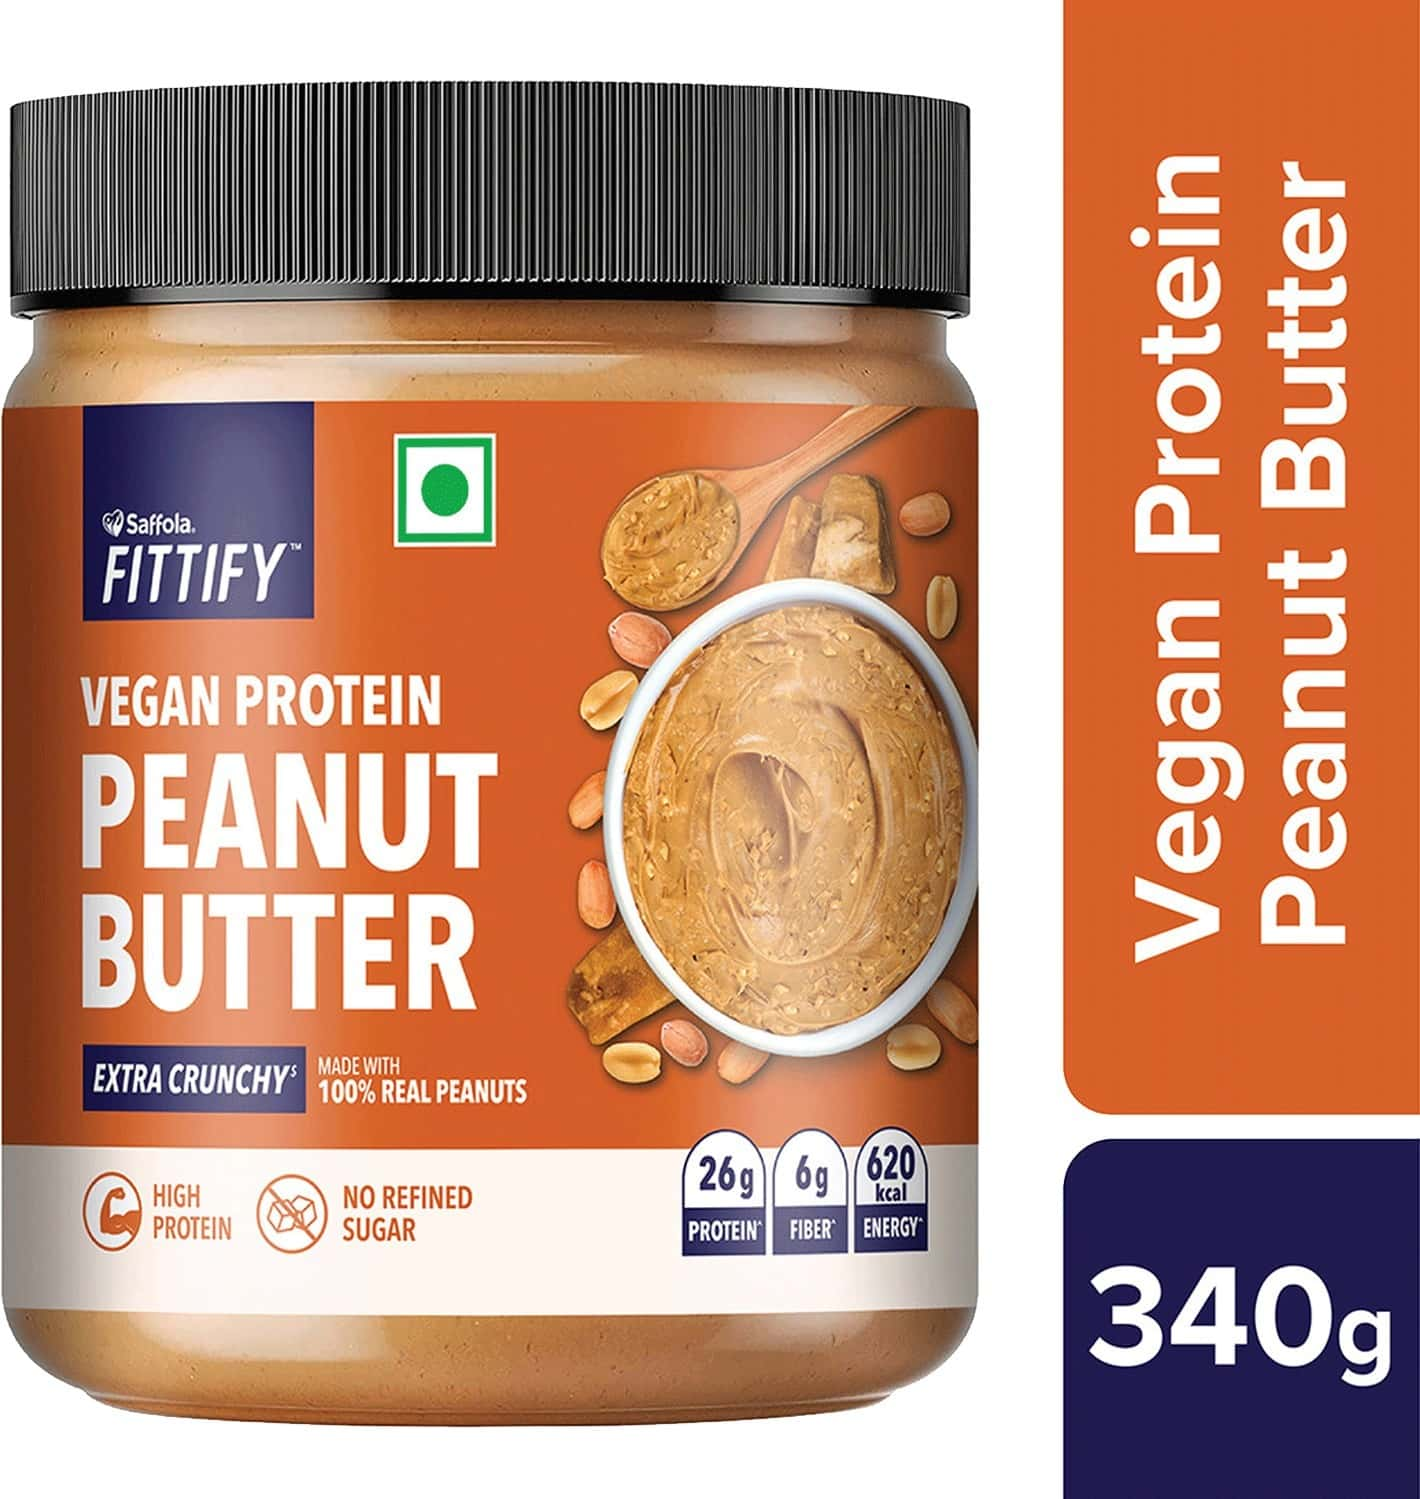 Saffola.
FITTIFY™
VEGAN PROTEIN
PEANUT
BUTTER
EXTRA CRUNCHYˢ
MADE WITH
100% REAL PEANUTS
HIGH
PROTEIN
NO REFINED
SUGAR
26g
PROTEIN^
6g
FIBER^
620
kcal
ENERGY^
Vegan Protein
Peanut Butter
340g